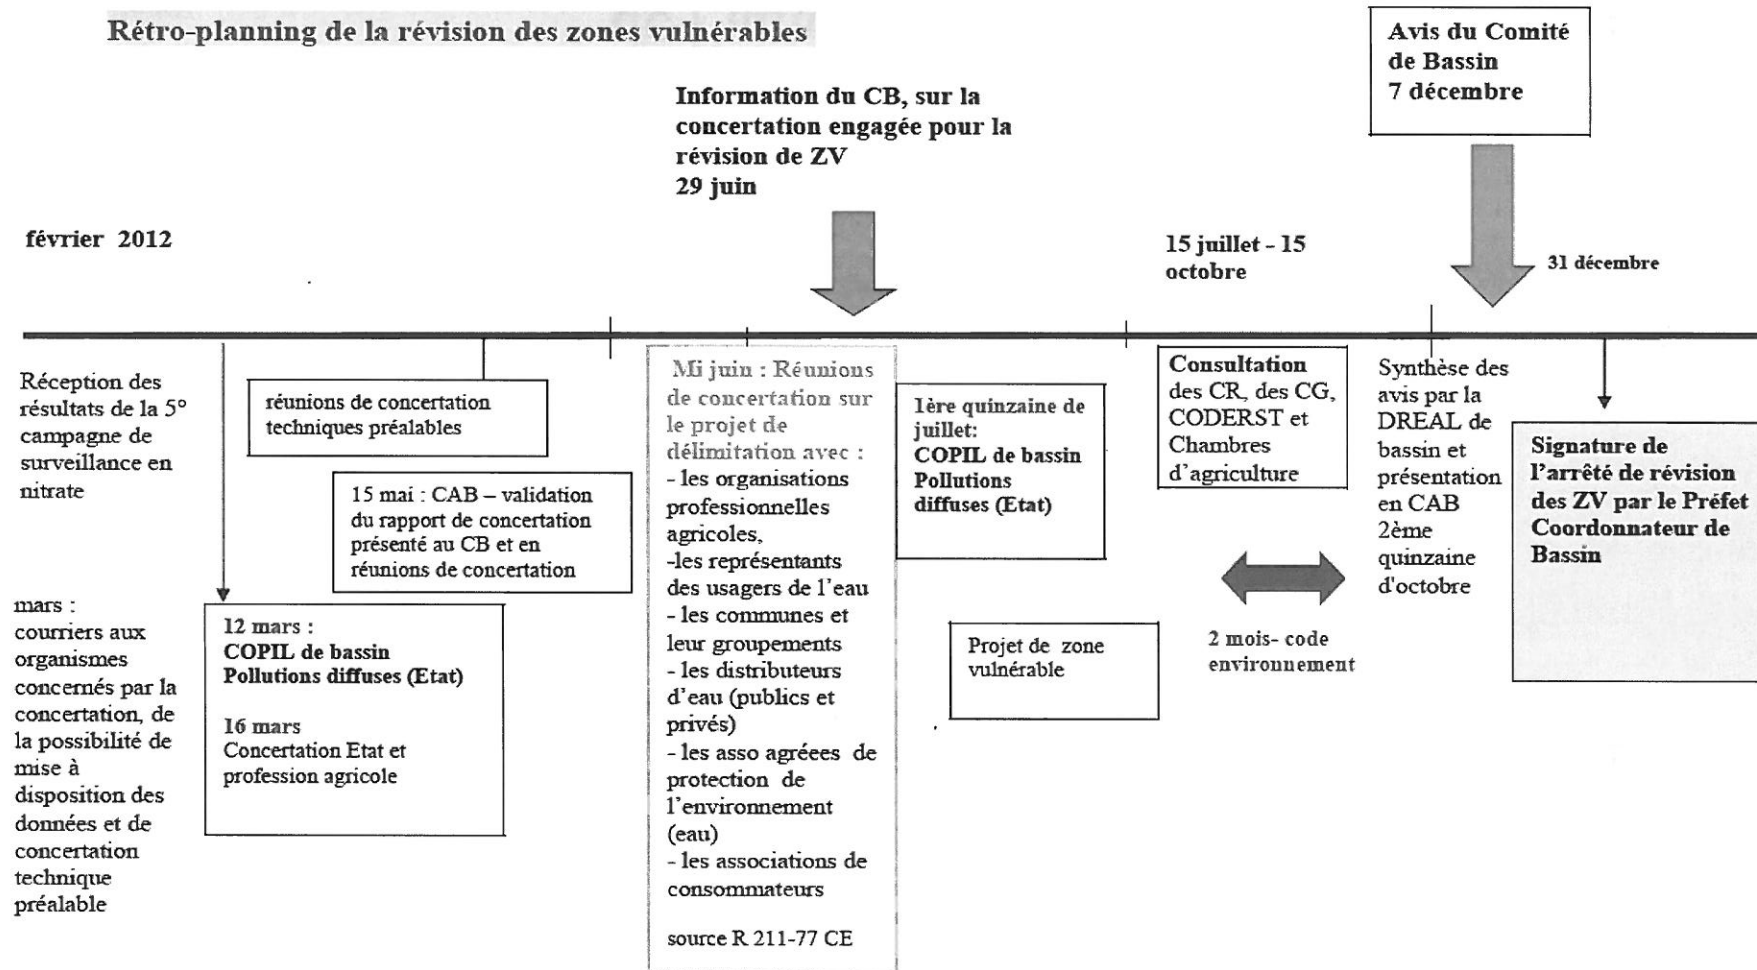 Rétro-planning de la révision des zones vulnérables
Avis du Comité
de Bassin
7 décembre
Information du CB, sur la
concertation engagée pour la
révision de ZV
29 juin
février 2012
15 juillet - 15
octobre
31 décembre
Réception des
résultats de la 5°
campagne de
surveillance en
nitrate
mars :
courriers aux
organismes
concernés par la
concertation, de
la possibilité de
mise à
disposition des
données et de
concertation
technique
préalable
réunions de concertation
techniques préalables
15 mai : CAB – validation
du rapport de concertation
présenté au CB et en
réunions de concertation
12 mars :
COPIL de bassin
Pollutions diffuses (Etat)
16 mars
Concertation Etat et
profession agricole
Mi juin : Réunions
de concertation sur
le projet de
délimitation avec :
- les organisations
professionnelles
agricoles,
-les représentants
des usagers de l'eau
- les communes et
leur groupements
- les distributeurs
d'eau (publics et
privés)
- les asso agréees de
protection de
l'environnement
(eau)
- les associations de
consommateurs
source R 211-77 CE
1ère quinzaine de
juillet:
COPIL de bassin
Pollutions
diffuses (Etat)
Projet de zone
vulnérable
Consultation
des CR, des CG,
CODERST et
Chambres
d'agriculture
2 mois- code
environnement
Synthèse des
avis par la
DREAL de
bassin et
présentation
en CAB
2ème
quinzaine
d'octobre
Signature de
l'arrêté de révision
des ZV par le Préfet
Coordonnateur de
Bassin